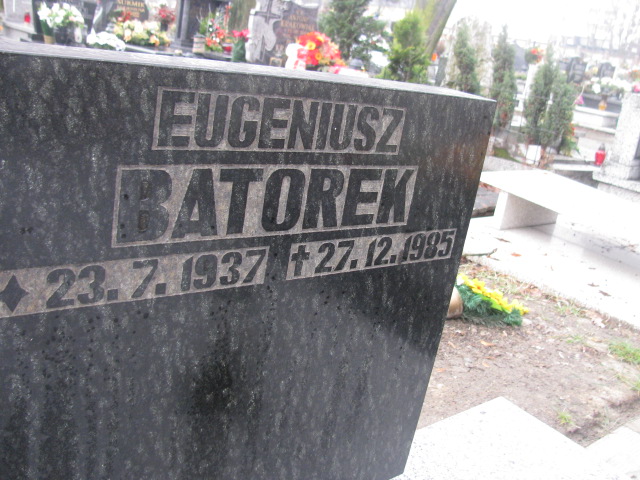 EUGENIUSZ
BATOREK
✦ 23.7.1937 ✝ 27.12.1985